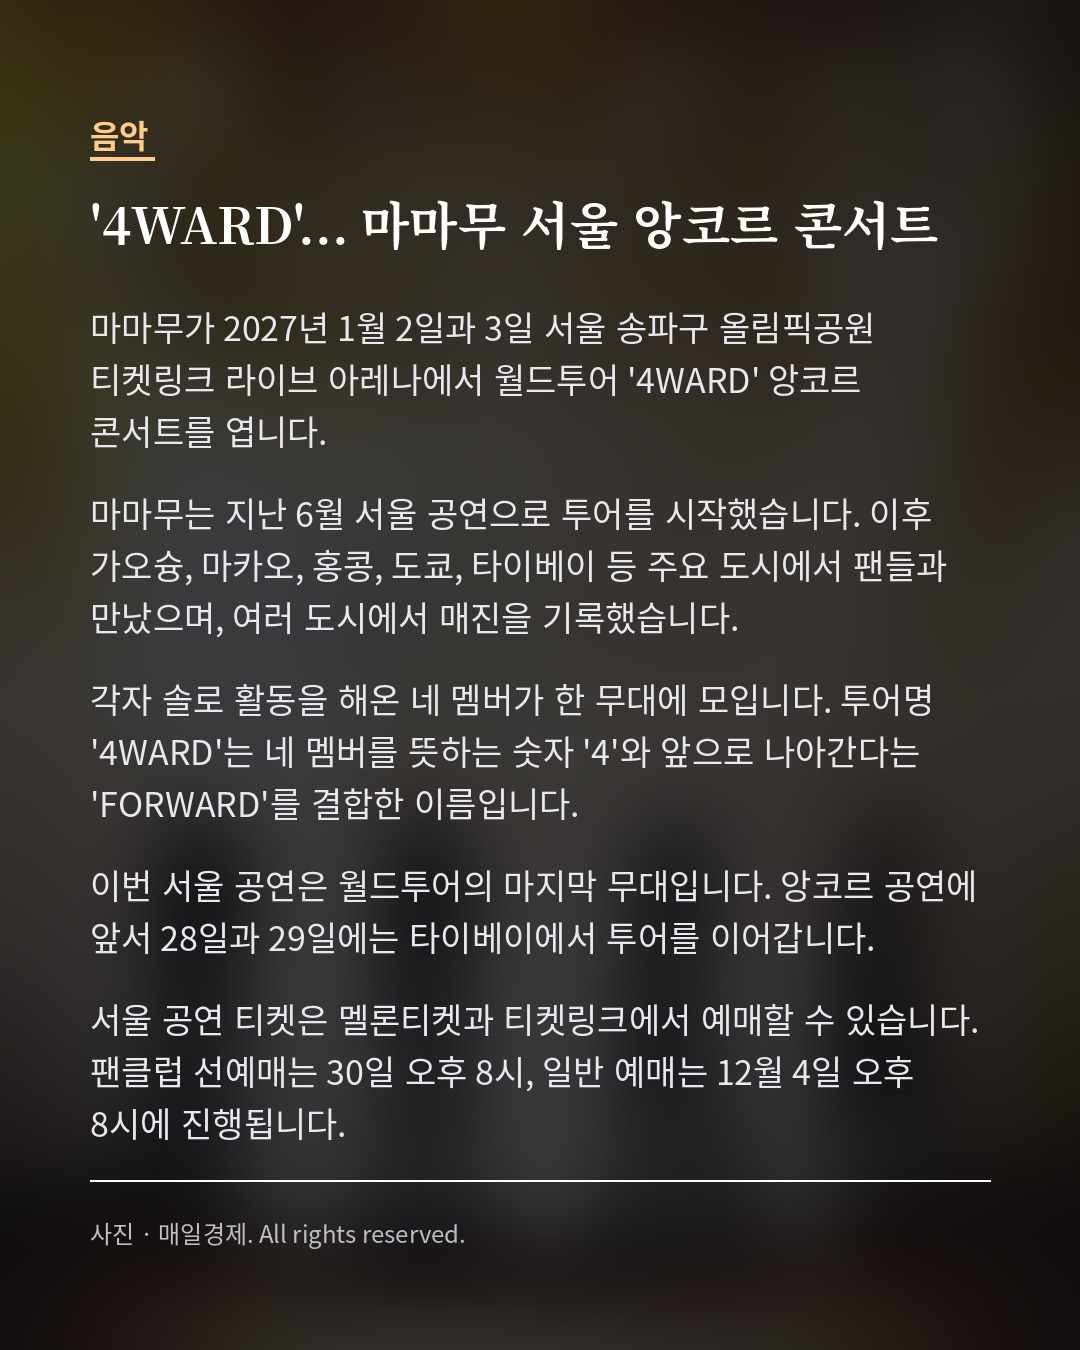 음악
'4WARD'... 마마무 서울 앙코르 콘서트
마마무가 2027년 1월 2일과 3일 서울 송파구 올림픽공원
티켓링크 라이브 아레나에서 월드투어 '4WARD' 앙코르
콘서트를 엽니다.
마마무는 지난 6월 서울 공연으로 투어를 시작했습니다. 이후
가오슝, 마카오, 홍콩, 도쿄, 타이베이 등 주요 도시에서 팬들과
만났으며, 여러 도시에서 매진을 기록했습니다.
각자 솔로 활동을 해온 네 멤버가 한 무대에 모입니다. 투어명
'4WARD'는 네 멤버를 뜻하는 숫자 '4'와 앞으로 나아간다는
'FORWARD'를 결합한 이름입니다.
이번 서울 공연은 월드투어의 마지막 무대입니다. 앙코르 공연에
앞서 28일과 29일에는 타이베이에서 투어를 이어갑니다.
서울 공연 티켓은 멜론티켓과 티켓링크에서 예매할 수 있습니다.
팬클럽 선예매는 30일 오후 8시, 일반 예매는 12월 4일 오후
8시에 진행됩니다.
사진 · 매일경제. All rights reserved.